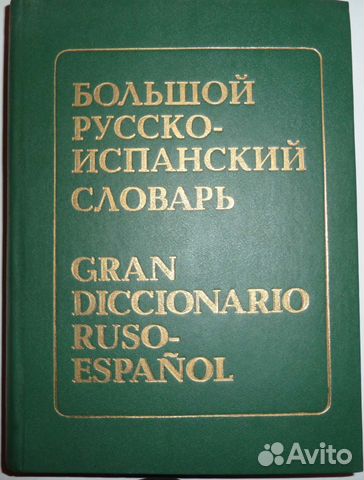 БОЛЬШОЙ
РУССКО-
ИСПАНСКИЙ
СЛОВАРЬ
GRAN
DICCIONARIO
RUSO-
ESPAÑOL
Avito